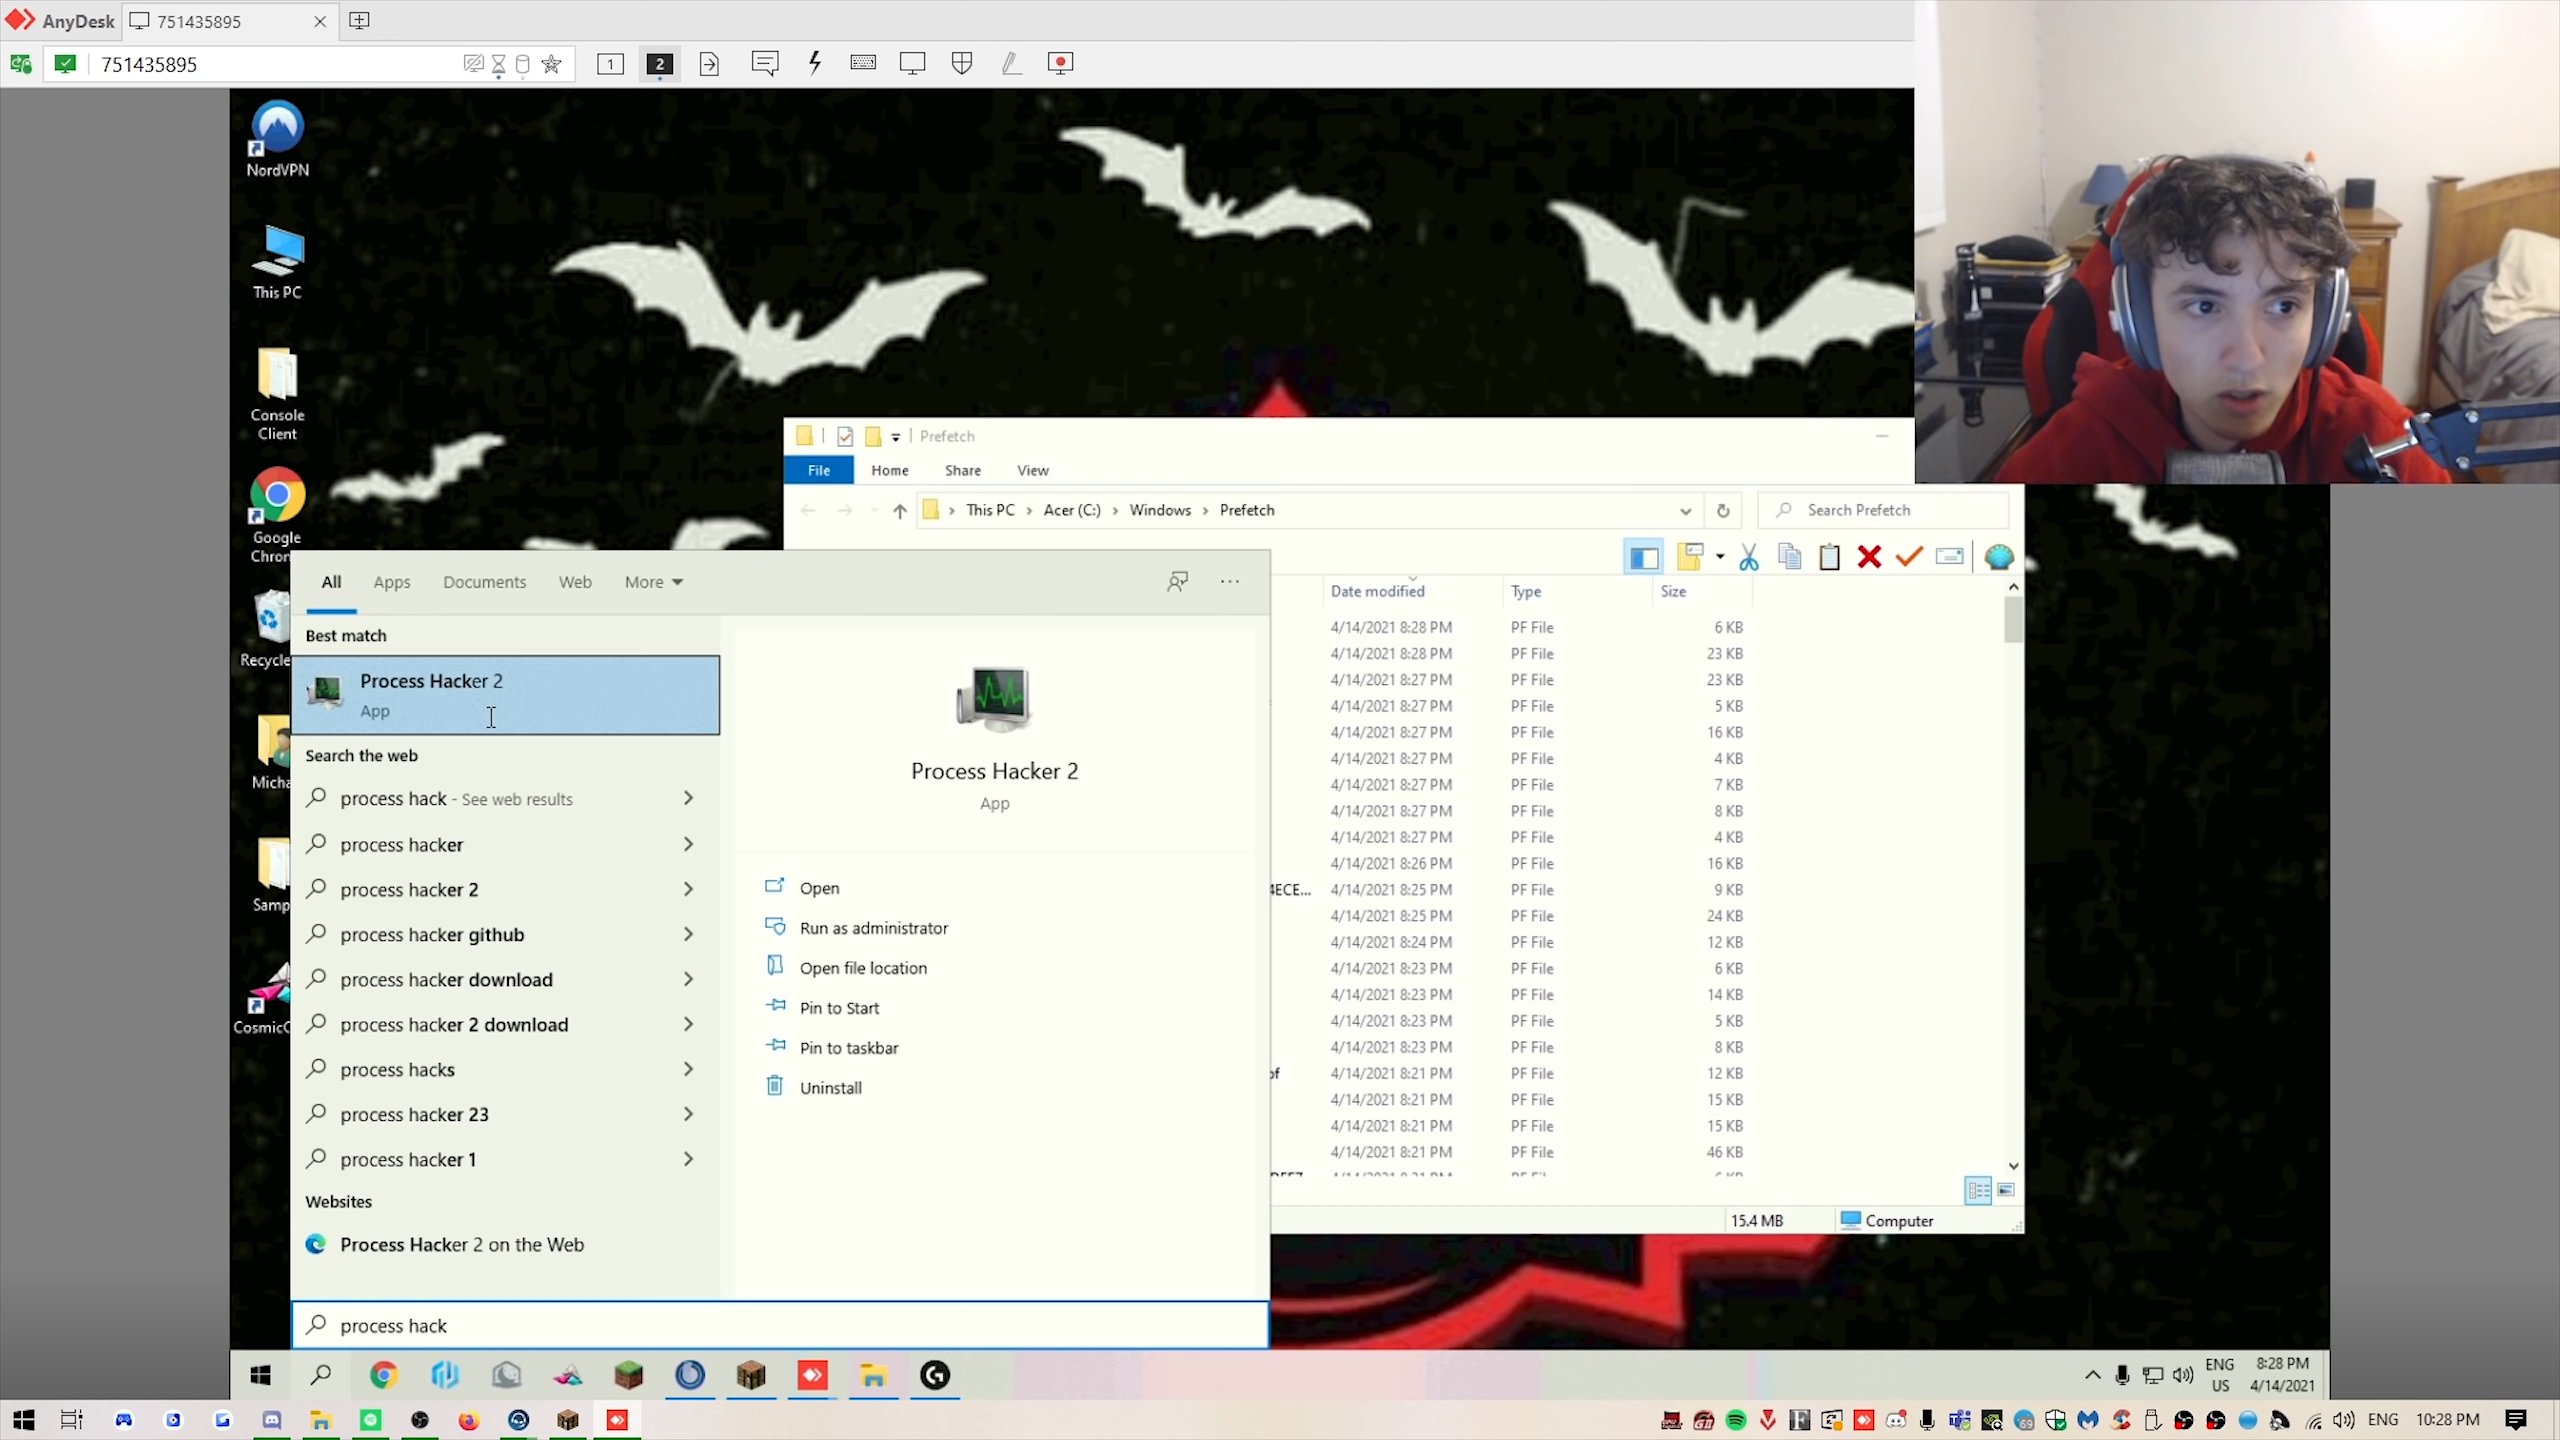 AnyDesk
751435895
751435895
1
2
NordVPN
This PC
Console
Client
Google
Chron
Recycle
Micha
Samp
CosmicC
Prefetch
File
Home
Share
View
This PC
Acer (C:)
Windows
Prefetch
Search Prefetch
Date modified
Type
Size
4/14/2021 8:28 PM PF File 6 KB
4/14/2021 8:28 PM PF File 23 KB
4/14/2021 8:27 PM PF File 23 KB
4/14/2021 8:27 PM PF File 5 KB
4/14/2021 8:27 PM PF File 16 KB
4/14/2021 8:27 PM PF File 4 KB
4/14/2021 8:27 PM PF File 7 KB
4/14/2021 8:27 PM PF File 8 KB
4/14/2021 8:27 PM PF File 4 KB
4/14/2021 8:26 PM PF File 16 KB
4ECE... 4/14/2021 8:25 PM PF File 9 KB
4/14/2021 8:25 PM PF File 24 KB
4/14/2021 8:24 PM PF File 12 KB
4/14/2021 8:23 PM PF File 6 KB
4/14/2021 8:23 PM PF File 14 KB
4/14/2021 8:23 PM PF File 5 KB
4/14/2021 8:23 PM PF File 8 KB
pf 4/14/2021 8:21 PM PF File 12 KB
4/14/2021 8:21 PM PF File 15 KB
4/14/2021 8:21 PM PF File 15 KB
4/14/2021 8:21 PM PF File 46 KB
15.4 MB
Computer
All
Apps
Documents
Web
More
Best match
Process Hacker 2
App
Search the web
process hack - See web results
process hacker
process hacker 2
process hacker github
process hacker download
process hacker 2 download
process hacks
process hacker 23
process hacker 1
Websites
Process Hacker 2 on the Web
Process Hacker 2
App
Open
Run as administrator
Open file location
Pin to Start
Pin to taskbar
Uninstall
process hack
ENG
US
8:28 PM
4/14/2021
ENG
10:28 PM